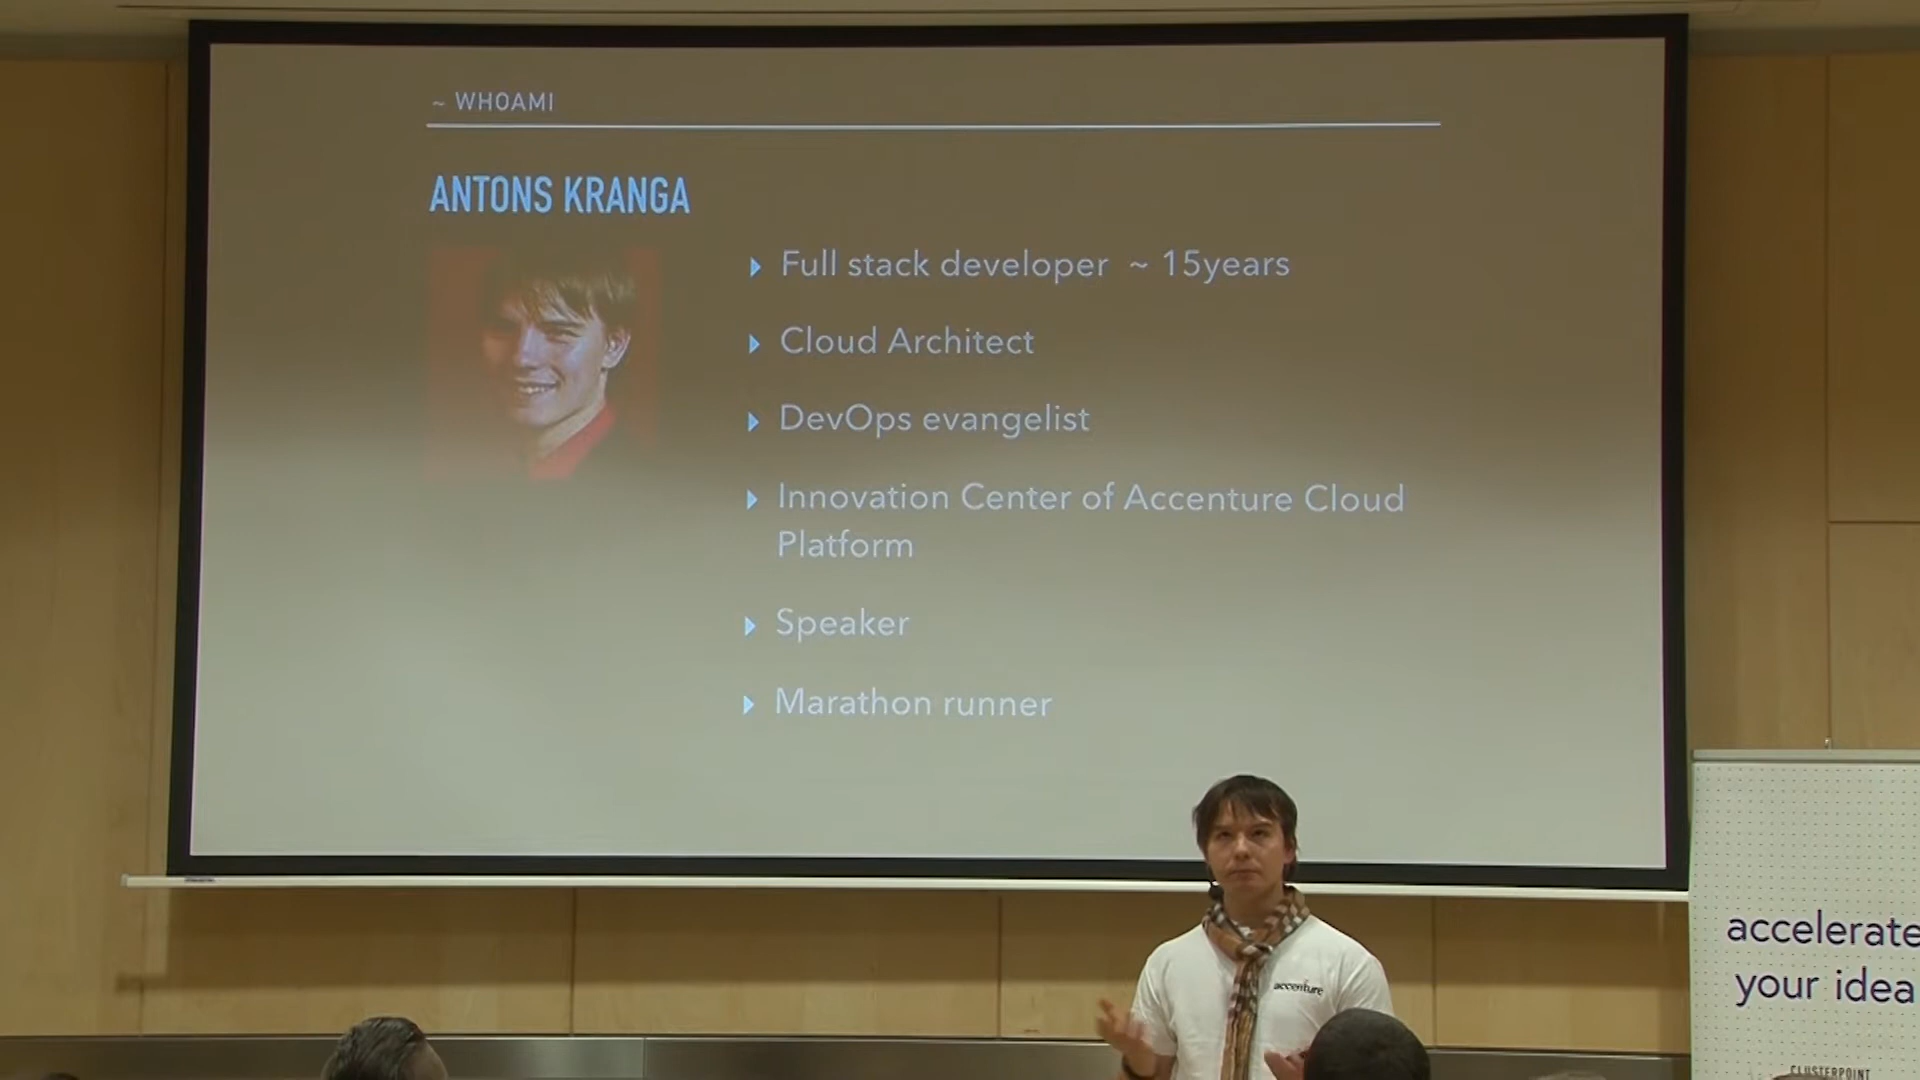 ~ WHOAMI
ANTONS KRANGA
Full stack developer ~ 15years
Cloud Architect
DevOps evangelist
Innovation Center of Accenture Cloud
Platform
Speaker
Marathon runner
accenture
accelerate
your idea
CLUSTERPOINT